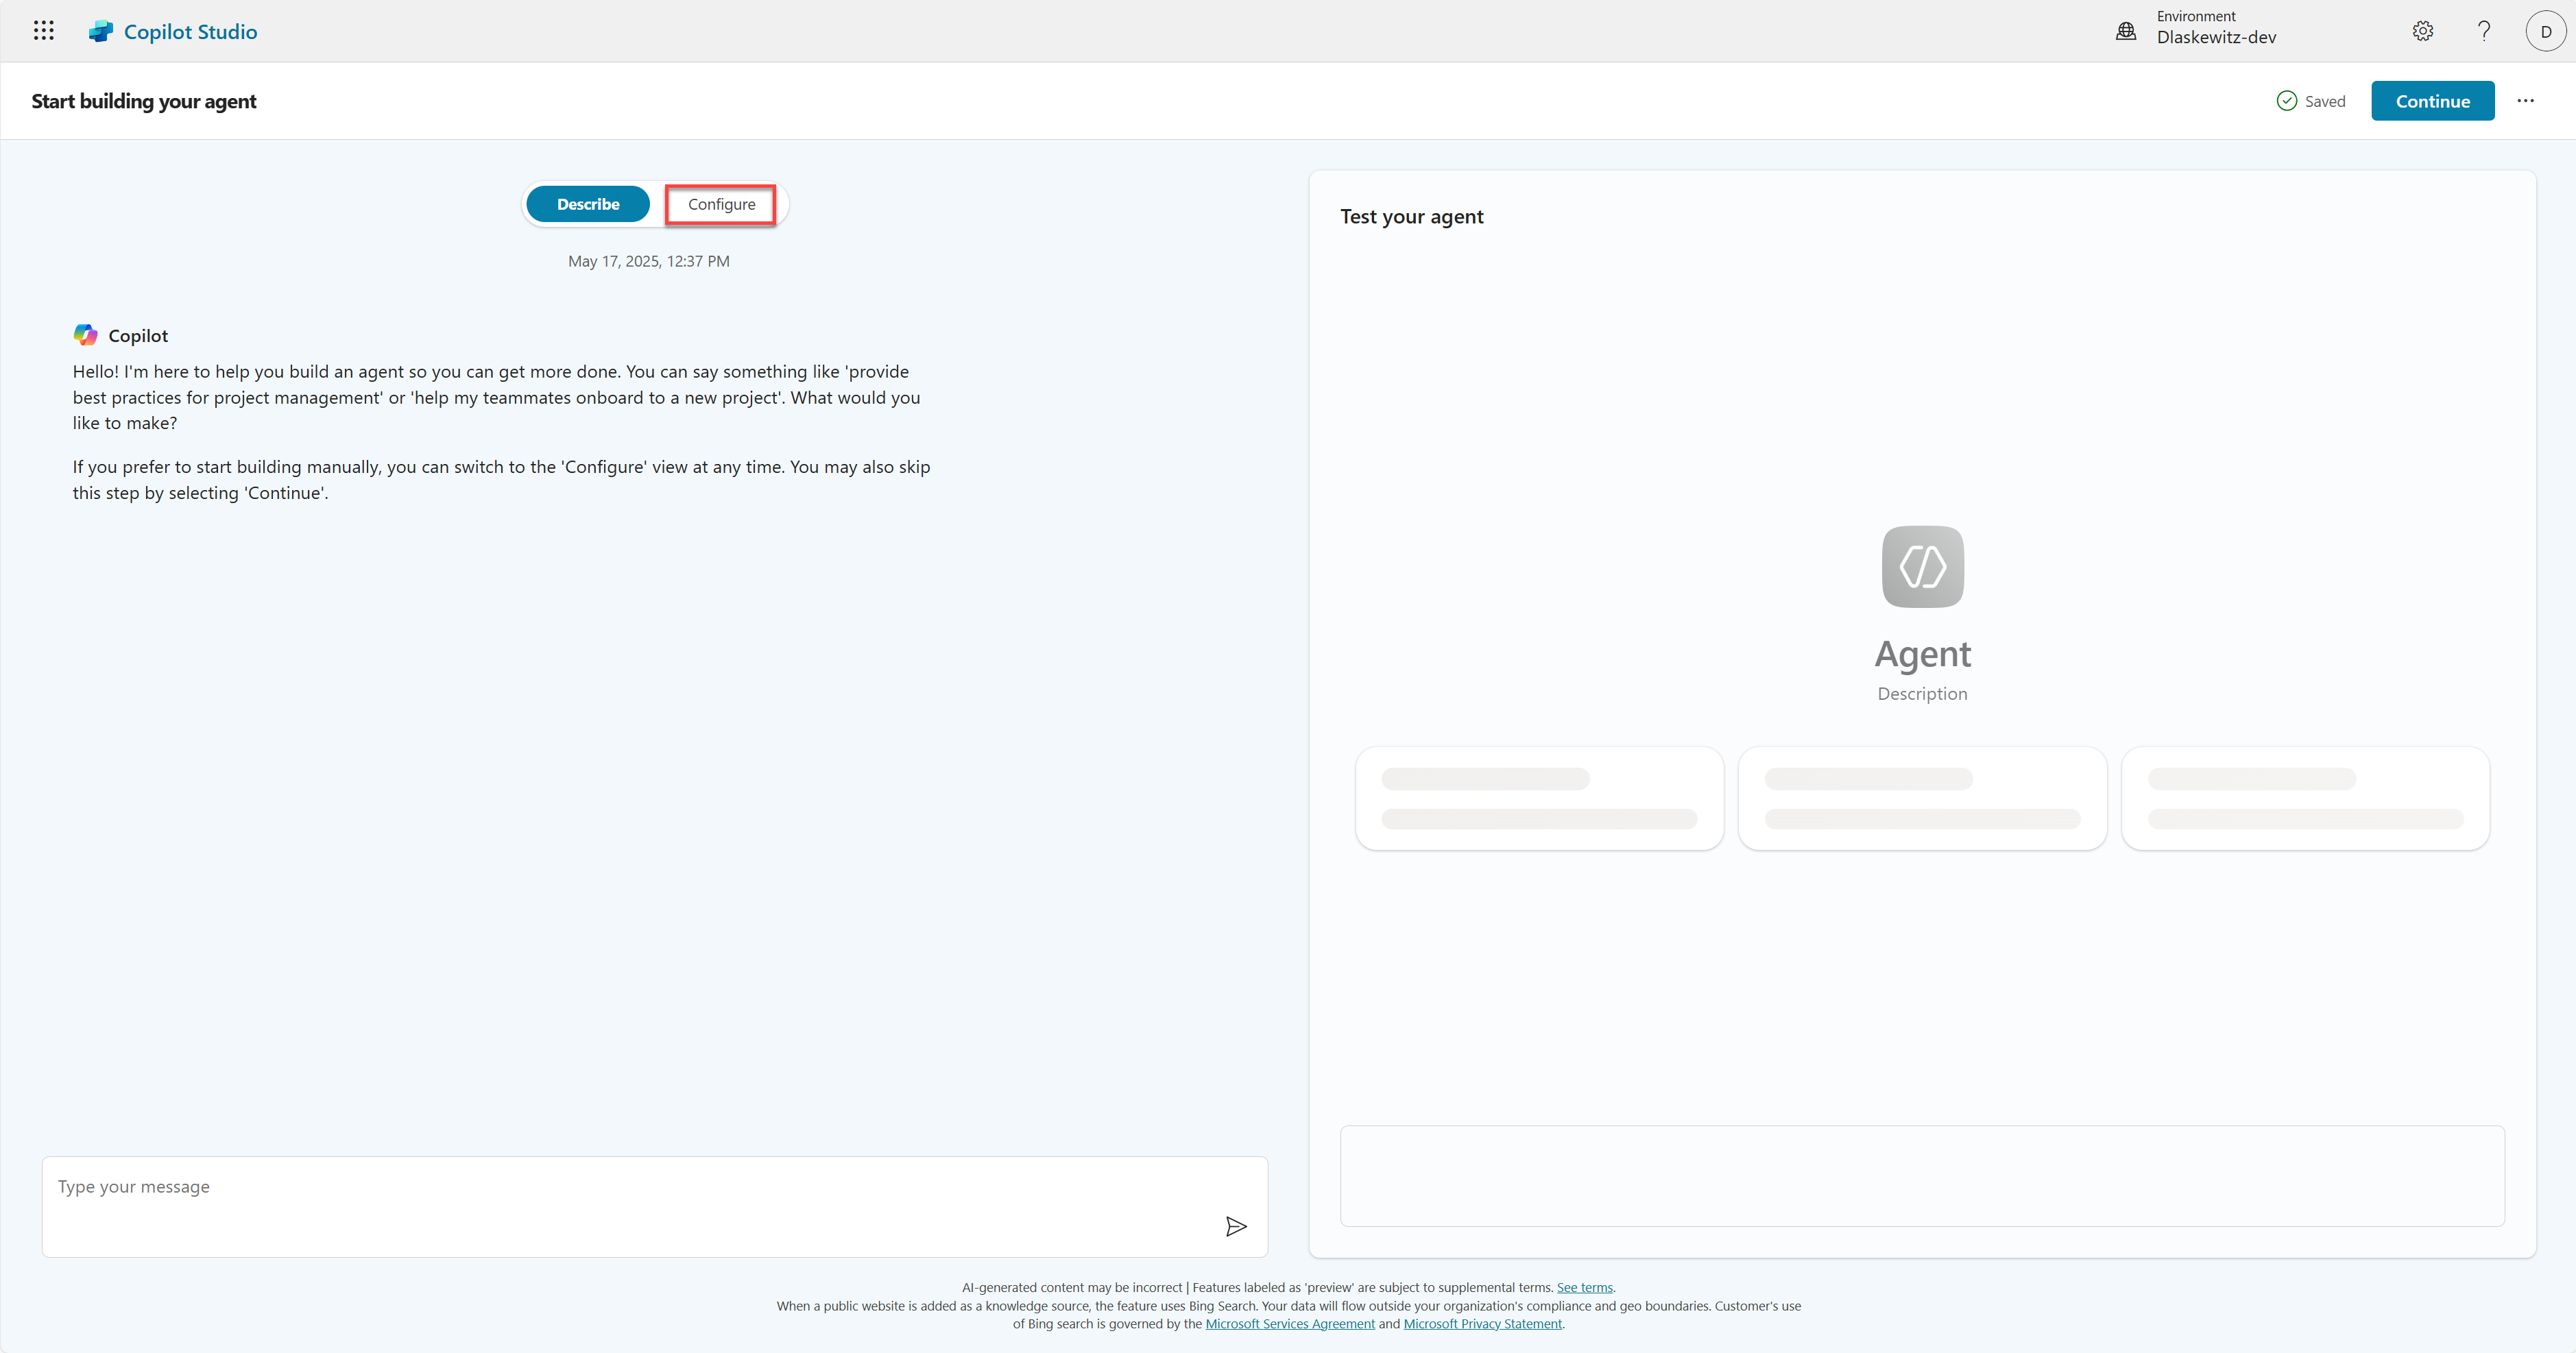 Copilot Studio
Environment
Dlaskewitz-dev
D
Start building your agent
Saved
Continue
Describe
Configure
May 17, 2025, 12:37 PM
Copilot
Hello! I'm here to help you build an agent so you can get more done. You can say something like 'provide
best practices for project management' or 'help my teammates onboard to a new project'. What would you
like to make?
If you prefer to start building manually, you can switch to the 'Configure' view at any time. You may also skip
this step by selecting 'Continue'.
Type your message
Test your agent
Agent
Description
AI-generated content may be incorrect | Features labeled as 'preview' are subject to supplemental terms. See terms.
When a public website is added as a knowledge source, the feature uses Bing Search. Your data will flow outside your organization's compliance and geo boundaries. Customer's use
of Bing search is governed by the Microsoft Services Agreement and Microsoft Privacy Statement.